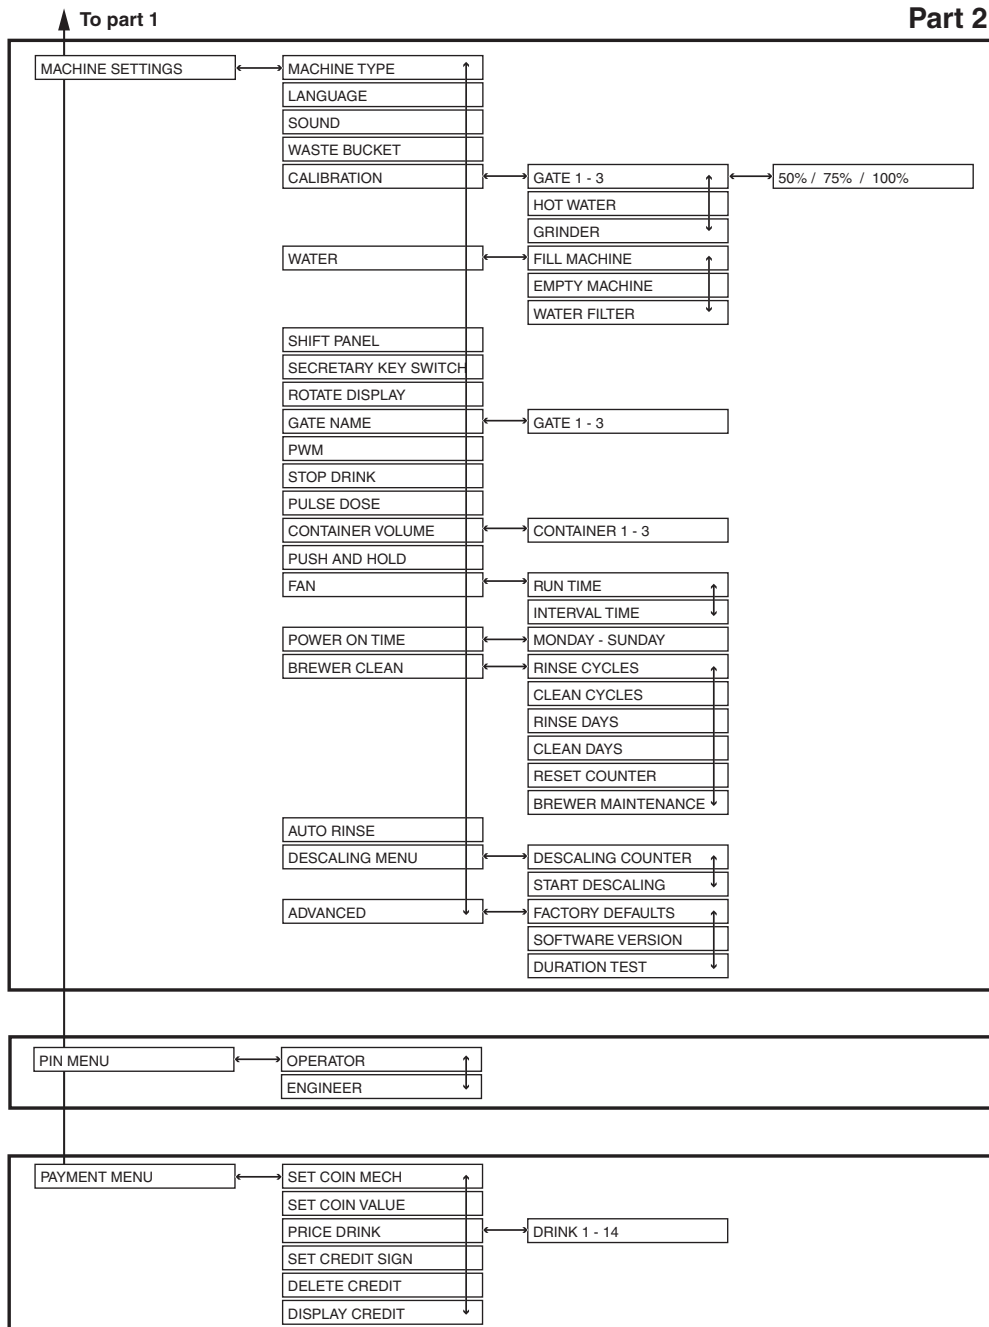 To part 1 Part 2
MACHINE SETTINGS MACHINE TYPE
LANGUAGE
SOUND
WASTE BUCKET
CALIBRATION GATE 1 - 3 50% / 75% / 100%
HOT WATER
GRINDER
WATER FILL MACHINE
EMPTY MACHINE
WATER FILTER
SHIFT PANEL
SECRETARY KEY SWITCH
ROTATE DISPLAY
GATE NAME GATE 1 - 3
PWM
STOP DRINK
PULSE DOSE
CONTAINER VOLUME CONTAINER 1 - 3
PUSH AND HOLD
FAN RUN TIME
INTERVAL TIME
POWER ON TIME MONDAY - SUNDAY
BREWER CLEAN RINSE CYCLES
CLEAN CYCLES
RINSE DAYS
CLEAN DAYS
RESET COUNTER
BREWER MAINTENANCE
AUTO RINSE
DESCALING MENU DESCALING COUNTER
START DESCALING
ADVANCED FACTORY DEFAULTS
SOFTWARE VERSION
DURATION TEST
PIN MENU OPERATOR
ENGINEER
PAYMENT MENU SET COIN MECH
SET COIN VALUE
PRICE DRINK DRINK 1 - 14
SET CREDIT SIGN
DELETE CREDIT
DISPLAY CREDIT